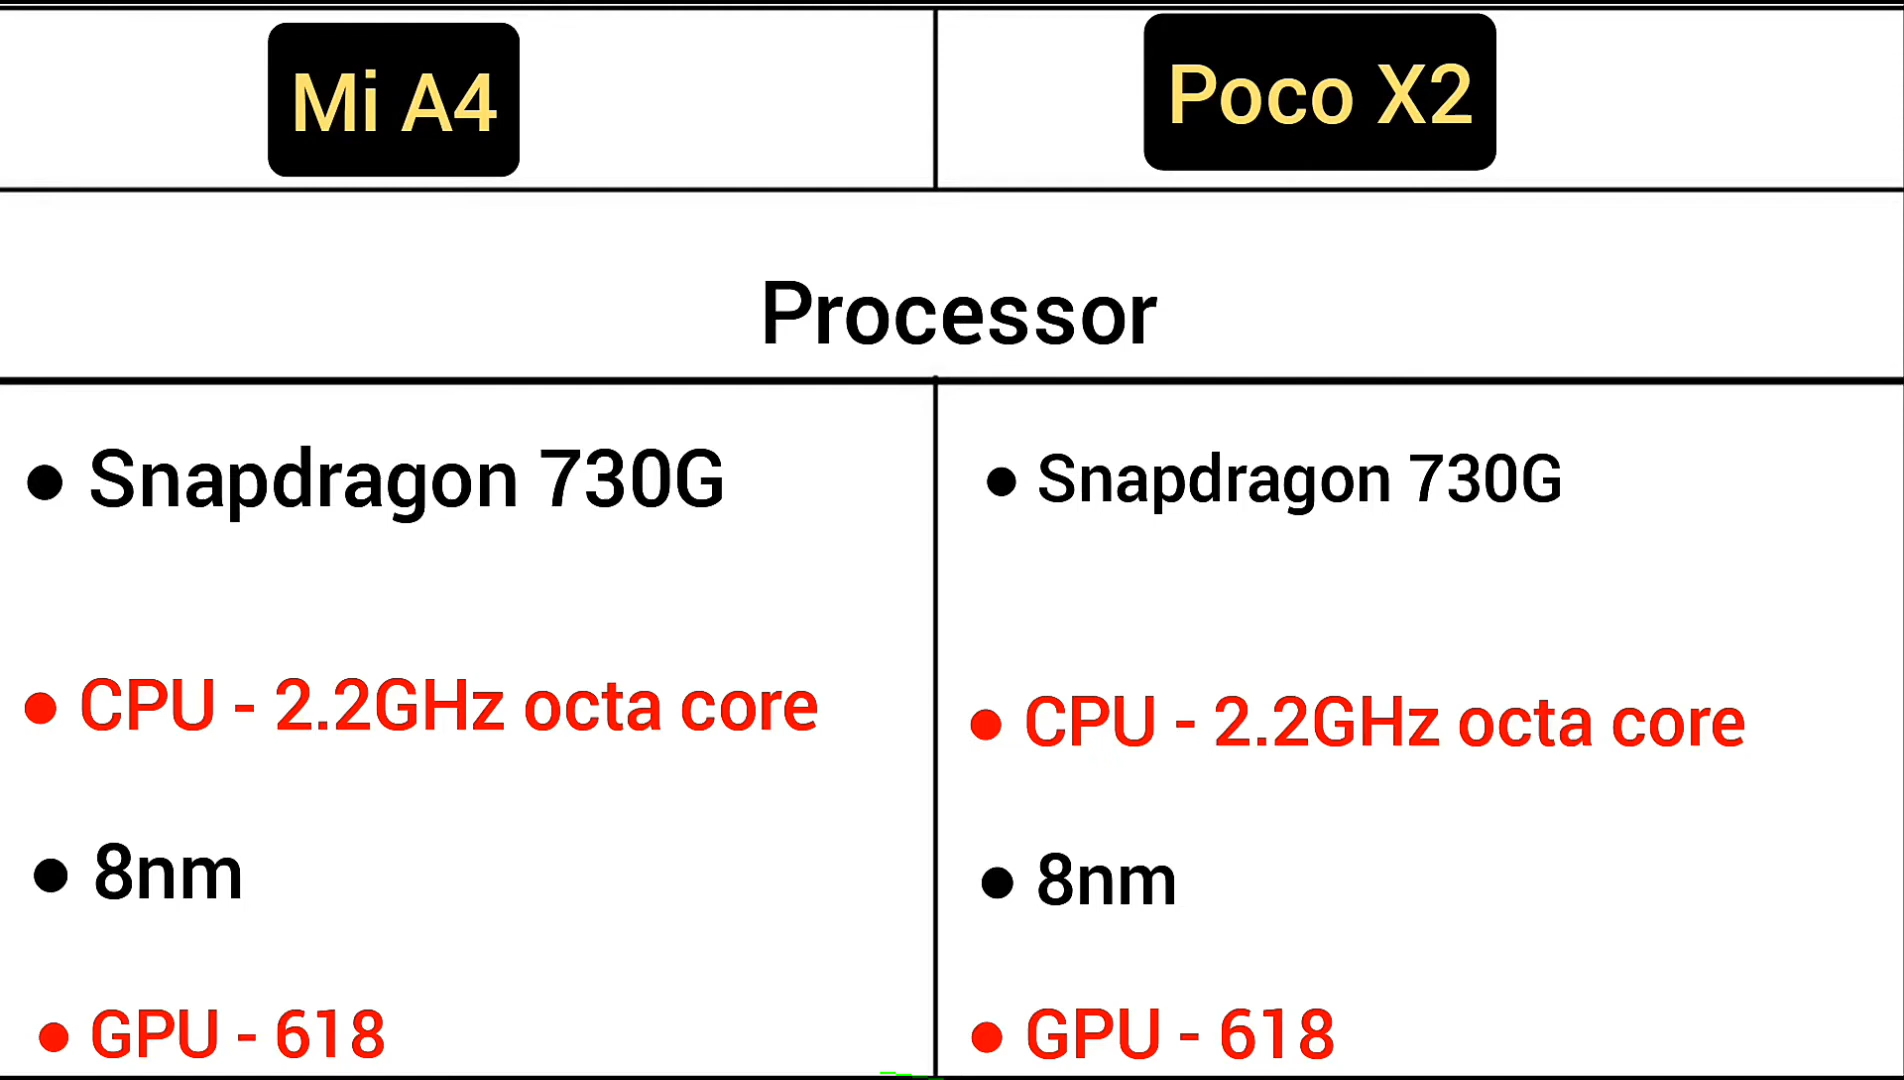 Mi A4
Poco X2
Processor
● Snapdragon 730G
● Snapdragon 730G
● CPU - 2.2GHz octa core
● CPU - 2.2GHz octa core
● 8nm
● 8nm
● GPU - 618
● GPU - 618